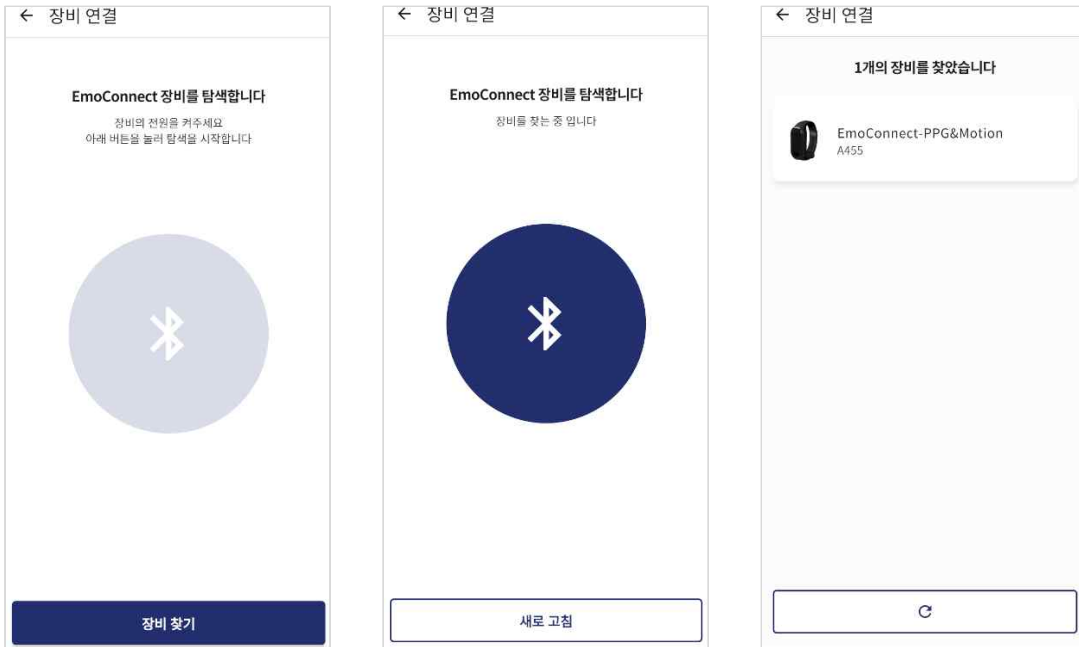 ← 장비 연결
EmoConnect 장비를 탐색합니다
장비의 전원을 켜주세요
아래 버튼을 눌러 탐색을 시작합니다
장비 찾기
← 장비 연결
EmoConnect 장비를 탐색합니다
장비를 찾는 중 입니다
새로 고침
← 장비 연결
1개의 장비를 찾았습니다
EmoConnect-PPG&Motion
A455